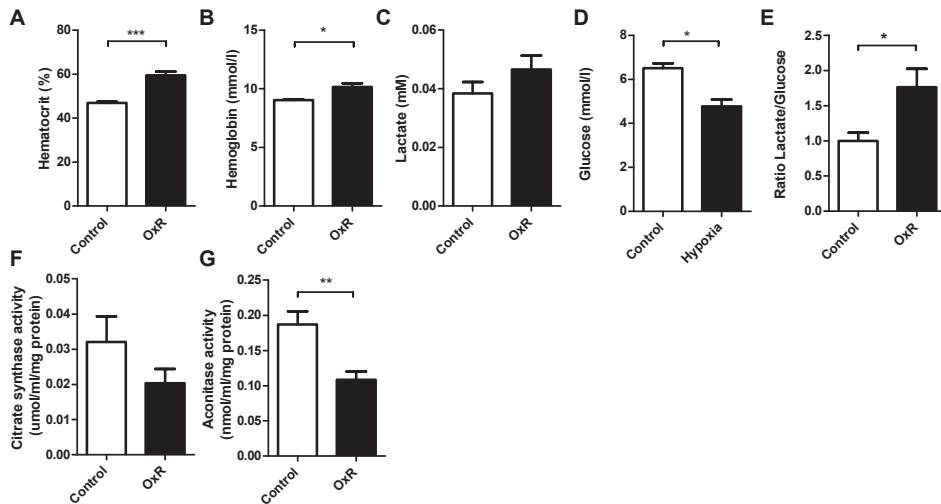 A
Hematocrit (%)
80
60
40
20
0
***
Control
OxR
B
Hemoglobin (mmol/l)
15
10
5
0
*
Control
OxR
C
Lactate (mM)
0.06
0.04
0.02
0.00
Control
OxR
D
Glucose (mmol/l)
8
6
4
2
0
*
Control
Hypoxia
E
Ratio Lactate/Glucose
2.5
2.0
1.5
1.0
0.5
0.0
*
Control
OxR
F
Citrate synthase activity
(umol/ml/mg protein)
0.05
0.04
0.03
0.02
0.01
0.00
Control
OxR
G
Aconitase activity
(nmol/ml/mg protein)
0.25
0.20
0.15
0.10
0.05
0.00
**
Control
OxR